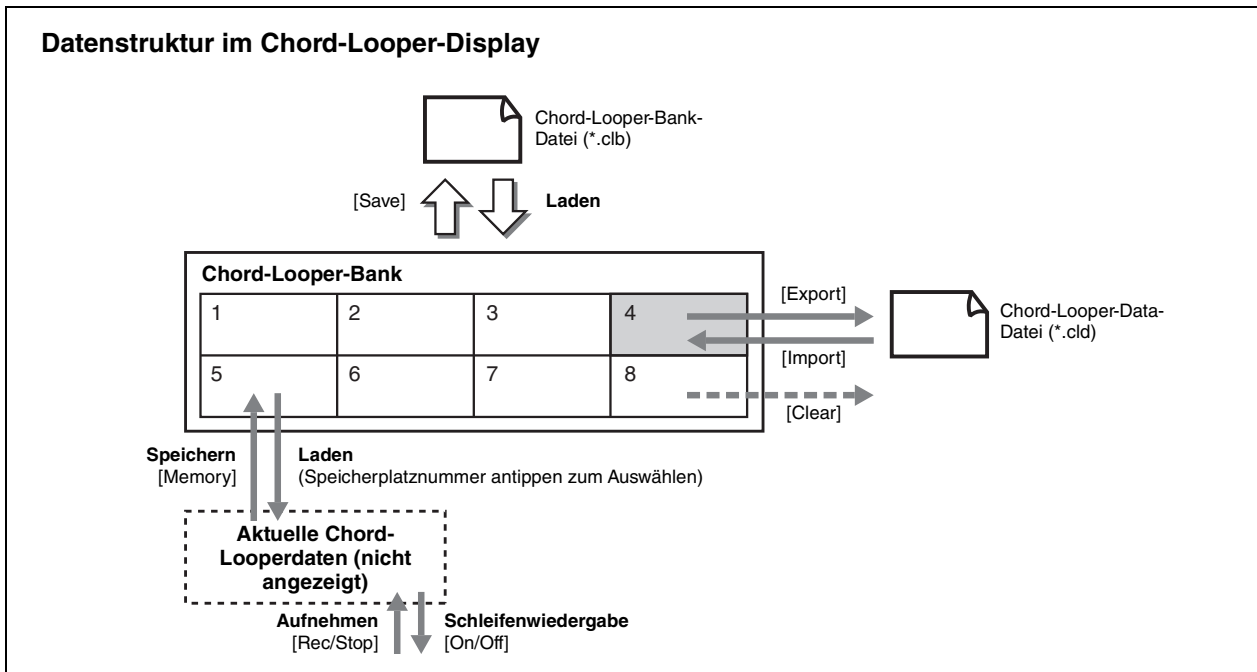 Datenstruktur im Chord-Looper-Display
Chord-Looper-Bank-
Datei (*.clb)
[Save]
Laden
Chord-Looper-Bank
1
2
3
4
[Export]
[Import]
Chord-Looper-Data-
Datei (*.cld)
5
6
7
8
[Clear]
Speichern
[Memory]
Laden
(Speicherplatznummer antippen zum Auswählen)
Aktuelle Chord-
Looperdaten (nicht
angezeigt)
Aufnehmen
[Rec/Stop]
Schleifenwiedergabe
[On/Off]